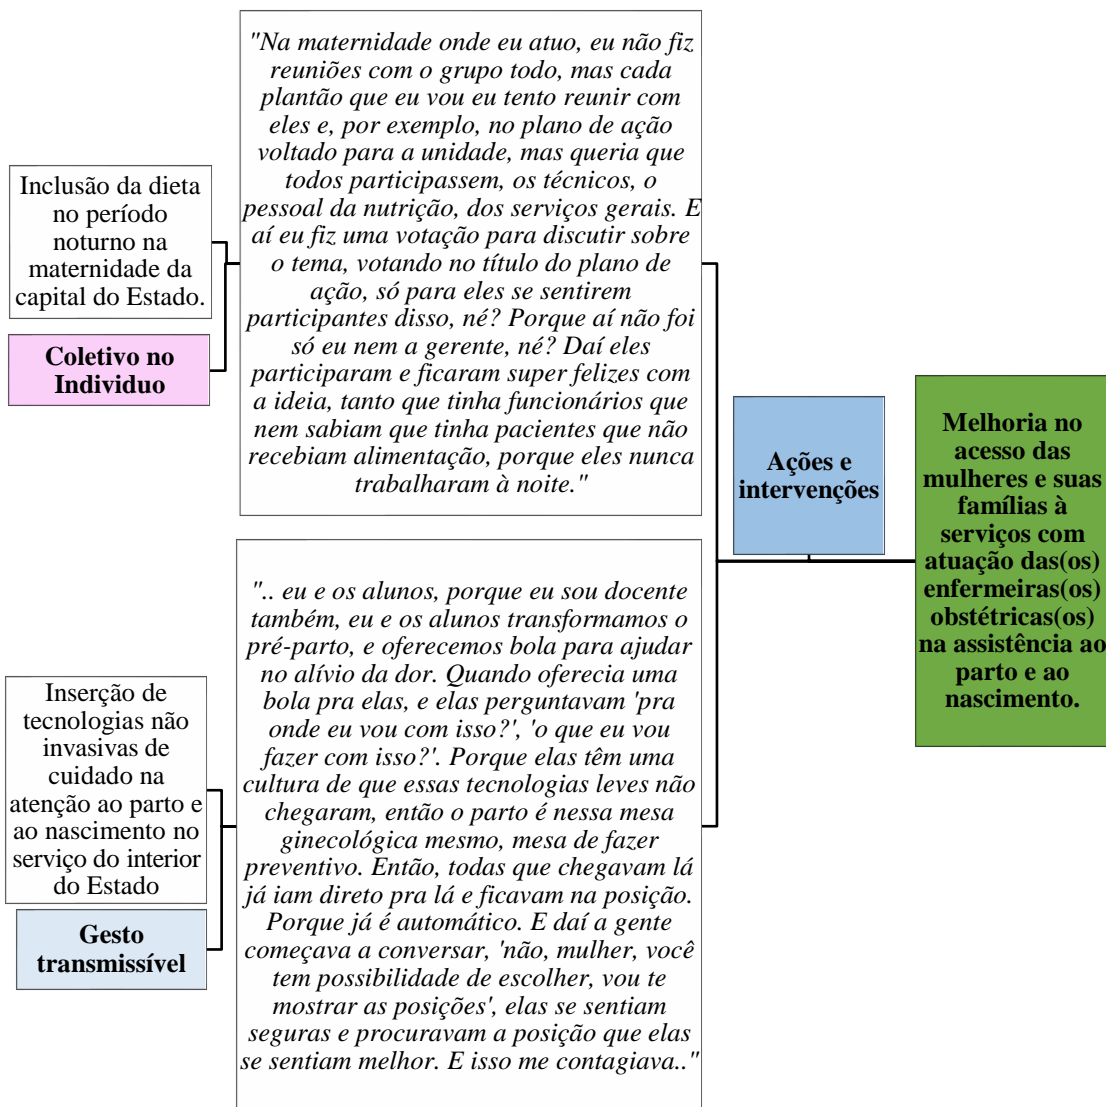 "Na maternidade onde eu atuo, eu não fiz
reuniões com o grupo todo, mas cada
plantão que eu vou eu tento reunir com
eles e, por exemplo, no plano de ação
voltado para a unidade, mas queria que
todos participassem, os técnicos, o
pessoal da nutrição, dos serviços gerais. E
aí eu fiz uma votação para discutir sobre
o tema, votando no título do plano de
ação, só para eles se sentirem
participantes disso, né? Porque aí não foi
só eu nem a gerente, né? Daí eles
participaram e ficaram super felizes com
a ideia, tanto que tinha funcionários que
nem sabiam que tinha pacientes que não
recebiam alimentação, porque eles nunca
trabalharam à noite."
Inclusão da dieta
no período
noturno na
maternidade da
capital do Estado.
Coletivo no
Individuo
Ações e
intervenções
Melhoria no
acesso das
mulheres e suas
famílias à
serviços com
atuação das(os)
enfermeiras(os)
obstétricas(os)
na assistência ao
parto e ao
nascimento.
".. eu e os alunos, porque eu sou docente
também, eu e os alunos transformamos o
pré-parto, e oferecemos bola para ajudar
no alívio da dor. Quando oferecia uma
bola pra elas, e elas perguntavam 'pra
onde eu vou com isso?', 'o que eu vou
fazer com isso?'. Porque elas têm uma
cultura de que essas tecnologias leves não
chegaram, então o parto é nessa mesa
ginecológica mesmo, mesa de fazer
preventivo. Então, todas que chegavam lá
já iam direto pra lá e ficavam na posição.
Porque já é automático. E daí a gente
começava a conversar, 'não, mulher, você
tem possibilidade de escolher, vou te
mostrar as posições', elas se sentiam
seguras e procuravam a posição que elas
se sentiam melhor. E isso me contagiava.."
Inserção de
tecnologias não
invasivas de
cuidado na
atenção ao parto e
ao nascimento no
serviço do interior
do Estado
Gesto
transmissível